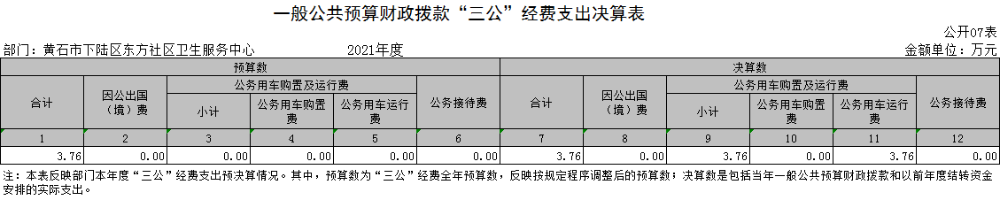 一般公共预算财政拨款“三公”经费支出决算表
公开07表
部门：黄石市下陆区东方社区卫生服务中心 2021年度 金额单位：万元
预算数 决算数
合计 因公出国（境）费 公务用车购置及运行费 公务接待费 合计 因公出国（境）费 公务用车购置及运行费 公务接待费
小计 公务用车购置费 公务用车运行费 小计 公务用车购置费 公务用车运行费
1 2 3 4 5 6 7 8 9 10 11 12
3.76 0.00 0.00 0.00 0.00 0.00 3.76 0.00 3.76 0.00 3.76 0.00
注：本表反映部门本年度“三公”经费支出预决算情况。其中，预算数为“三公”经费全年预算数，反映按规定程序调整后的预算数；决算数是包括当年一般公共预算财政拨款和以前年度结转资金
安排的实际支出。